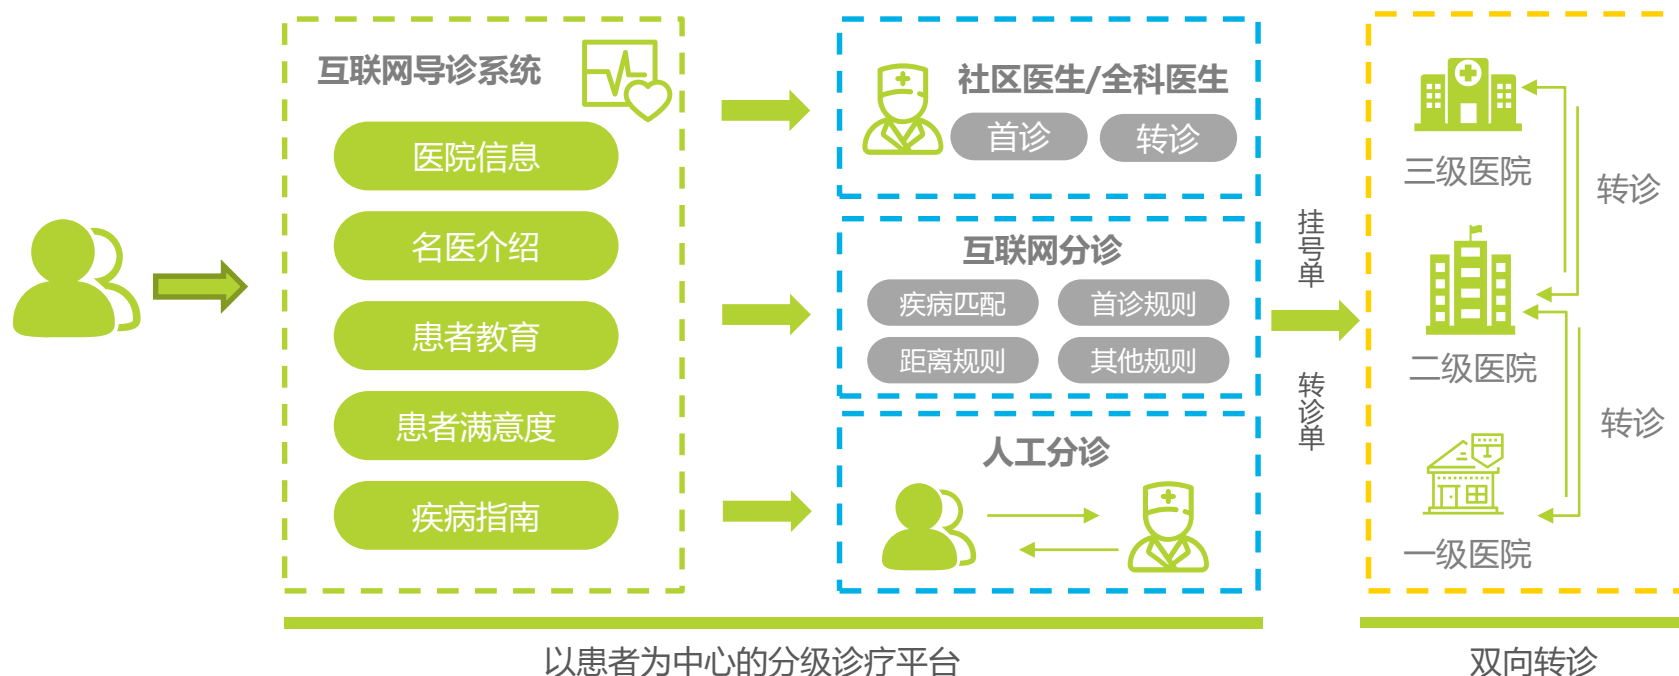 互联网导诊系统
医院信息
名医介绍
患者教育
患者满意度
疾病指南
社区医生/全科医生
首诊
转诊
互联网分诊
疾病匹配
首诊规则
距离规则
其他规则
人工分诊
挂号单
转诊单
三级医院
转诊
二级医院
转诊
一级医院
以患者为中心的分级诊疗平台
双向转诊